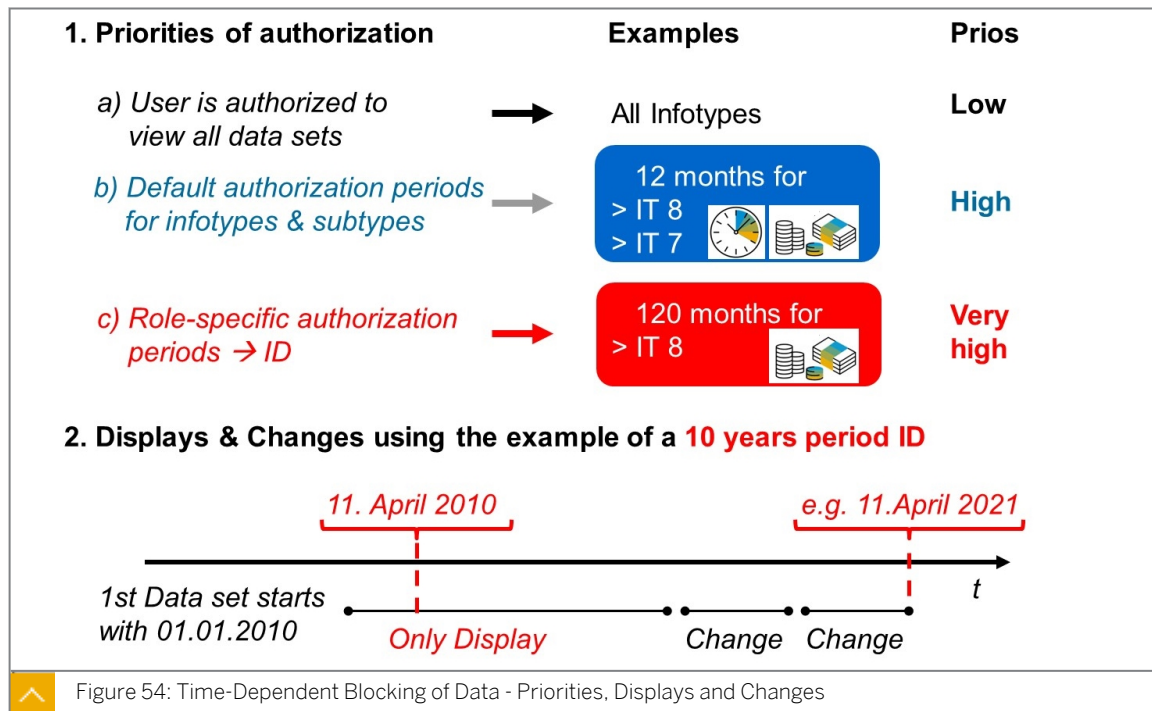 1. Priorities of authorization Examples Prios
a) User is authorized to
view all data sets
All Infotypes
Low
b) Default authorization periods
for infotypes & subtypes
12 months for
> IT 8
> IT 7
High
c) Role-specific authorization
periods → ID
120 months for
> IT 8
Very
high
2. Displays & Changes using the example of a 10 years period ID
11. April 2010
e.g. 11.April 2021
t
1st Data set starts
with 01.01.2010
Only Display
Change
Change
Figure 54: Time-Dependent Blocking of Data - Priorities, Displays and Changes